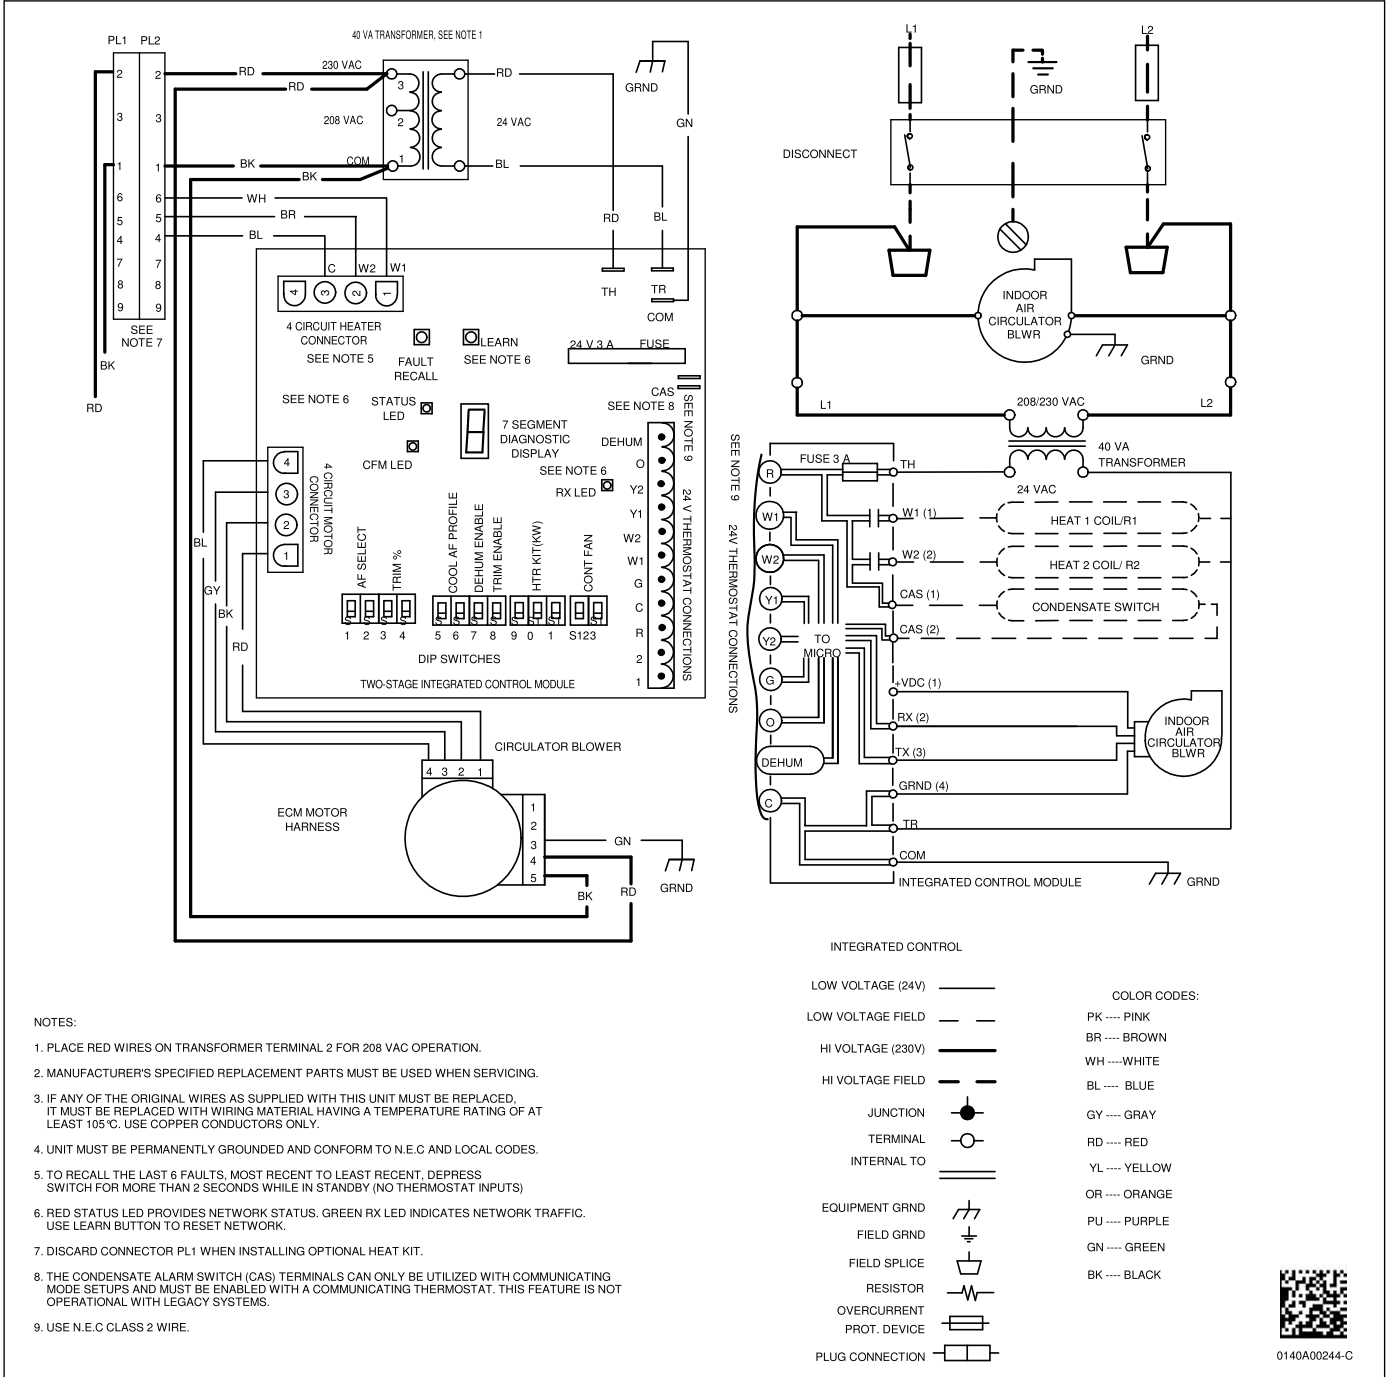 40 VA TRANSFORMER, SEE NOTE 1
PL1 PL2
2 2
3 3
1 1
6 6
5 5
4 4
7 7
8 8
9 9
SEE
NOTE 7
BK
RD
RD
RD
230 VAC
208 VAC
COM
3
2
1
24 VAC
BK
BK
WH
BR
BL
RD
BL
RD
BL
GRND
GN
TH
TR
COM
C W2 W1
4 3 2 1
4 CIRCUIT HEATER
CONNECTOR
SEE NOTE 5
FAULT
RECALL
LEARN
SEE NOTE 6
24 V 3 A FUSE
CAS
SEE NOTE 8
SEE NOTE 9
SEE NOTE 6
STATUS
LED
CFM LED
7 SEGMENT
DIAGNOSTIC
DISPLAY
SEE NOTE 6
RX LED
DEHUM
O
Y2
Y1
W2
W1
G
C
R
2
1
24 V THERMOSTAT CONNECTIONS
4
3
2
1
4 CIRCUIT MOTOR
CONNECTOR
BL
GY
BK
RD
AF SELECT
TRIM %
COOL AF PROFILE
DEHUM ENABLE
TRIM ENABLE
HTR KIT(KW)
CONT FAN
S S S S S S S S S S1 S1
1 2 3 4 5 6 7 8 9 0 1 S123
DIP SWITCHES
TWO-STAGE INTEGRATED CONTROL MODULE
CIRCULATOR BLOWER
4 3 2 1
ECM MOTOR
HARNESS
1
2
3
4
5
GN
GRND
BK
RD
L1
L2
GRND
DISCONNECT
INDOOR
AIR
CIRCULATOR
BLWR
GRND
L1
208/230 VAC
L2
40 VA
TRANSFORMER
24 VAC
SEE NOTE 9
24V THERMOSTAT CONNECTIONS
R
W1
W2
Y1
Y2
G
O
DEHUM
C
FUSE 3 A
TH
W1 (1)
HEAT 1 COIL/R1
W2 (2)
HEAT 2 COIL/ R2
CAS (1)
CONDENSATE SWITCH
CAS (2)
TO
MICRO
+VDC (1)
RX (2)
TX (3)
GRND (4)
TR
COM
INDOOR
AIR
CIRCULATOR
BLWR
INTEGRATED CONTROL MODULE
GRND
INTEGRATED CONTROL
LOW VOLTAGE (24V)
LOW VOLTAGE FIELD
HI VOLTAGE (230V)
HI VOLTAGE FIELD
JUNCTION
TERMINAL
INTERNAL TO
EQUIPMENT GRND
FIELD GRND
FIELD SPLICE
RESISTOR
OVERCURRENT
PROT. DEVICE
PLUG CONNECTION
COLOR CODES:
PK ---- PINK
BR ---- BROWN
WH ----WHITE
BL ---- BLUE
GY ---- GRAY
RD ---- RED
YL ---- YELLOW
OR ---- ORANGE
PU ---- PURPLE
GN ---- GREEN
BK ---- BLACK
NOTES:
1. PLACE RED WIRES ON TRANSFORMER TERMINAL 2 FOR 208 VAC OPERATION.
2. MANUFACTURER'S SPECIFIED REPLACEMENT PARTS MUST BE USED WHEN SERVICING.
3. IF ANY OF THE ORIGINAL WIRES AS SUPPLIED WITH THIS UNIT MUST BE REPLACED,
IT MUST BE REPLACED WITH WIRING MATERIAL HAVING A TEMPERATURE RATING OF AT
LEAST 105°C. USE COPPER CONDUCTORS ONLY.
4. UNIT MUST BE PERMANENTLY GROUNDED AND CONFORM TO N.E.C AND LOCAL CODES.
5. TO RECALL THE LAST 6 FAULTS, MOST RECENT TO LEAST RECENT, DEPRESS
SWITCH FOR MORE THAN 2 SECONDS WHILE IN STANDBY (NO THERMOSTAT INPUTS)
6. RED STATUS LED PROVIDES NETWORK STATUS. GREEN RX LED INDICATES NETWORK TRAFFIC.
USE LEARN BUTTON TO RESET NETWORK.
7. DISCARD CONNECTOR PL1 WHEN INSTALLING OPTIONAL HEAT KIT.
8. THE CONDENSATE ALARM SWITCH (CAS) TERMINALS CAN ONLY BE UTILIZED WITH COMMUNICATING
MODE SETUPS AND MUST BE ENABLED WITH A COMMUNICATING THERMOSTAT. THIS FEATURE IS NOT
OPERATIONAL WITH LEGACY SYSTEMS.
9. USE N.E.C CLASS 2 WIRE.
0140A00244-C